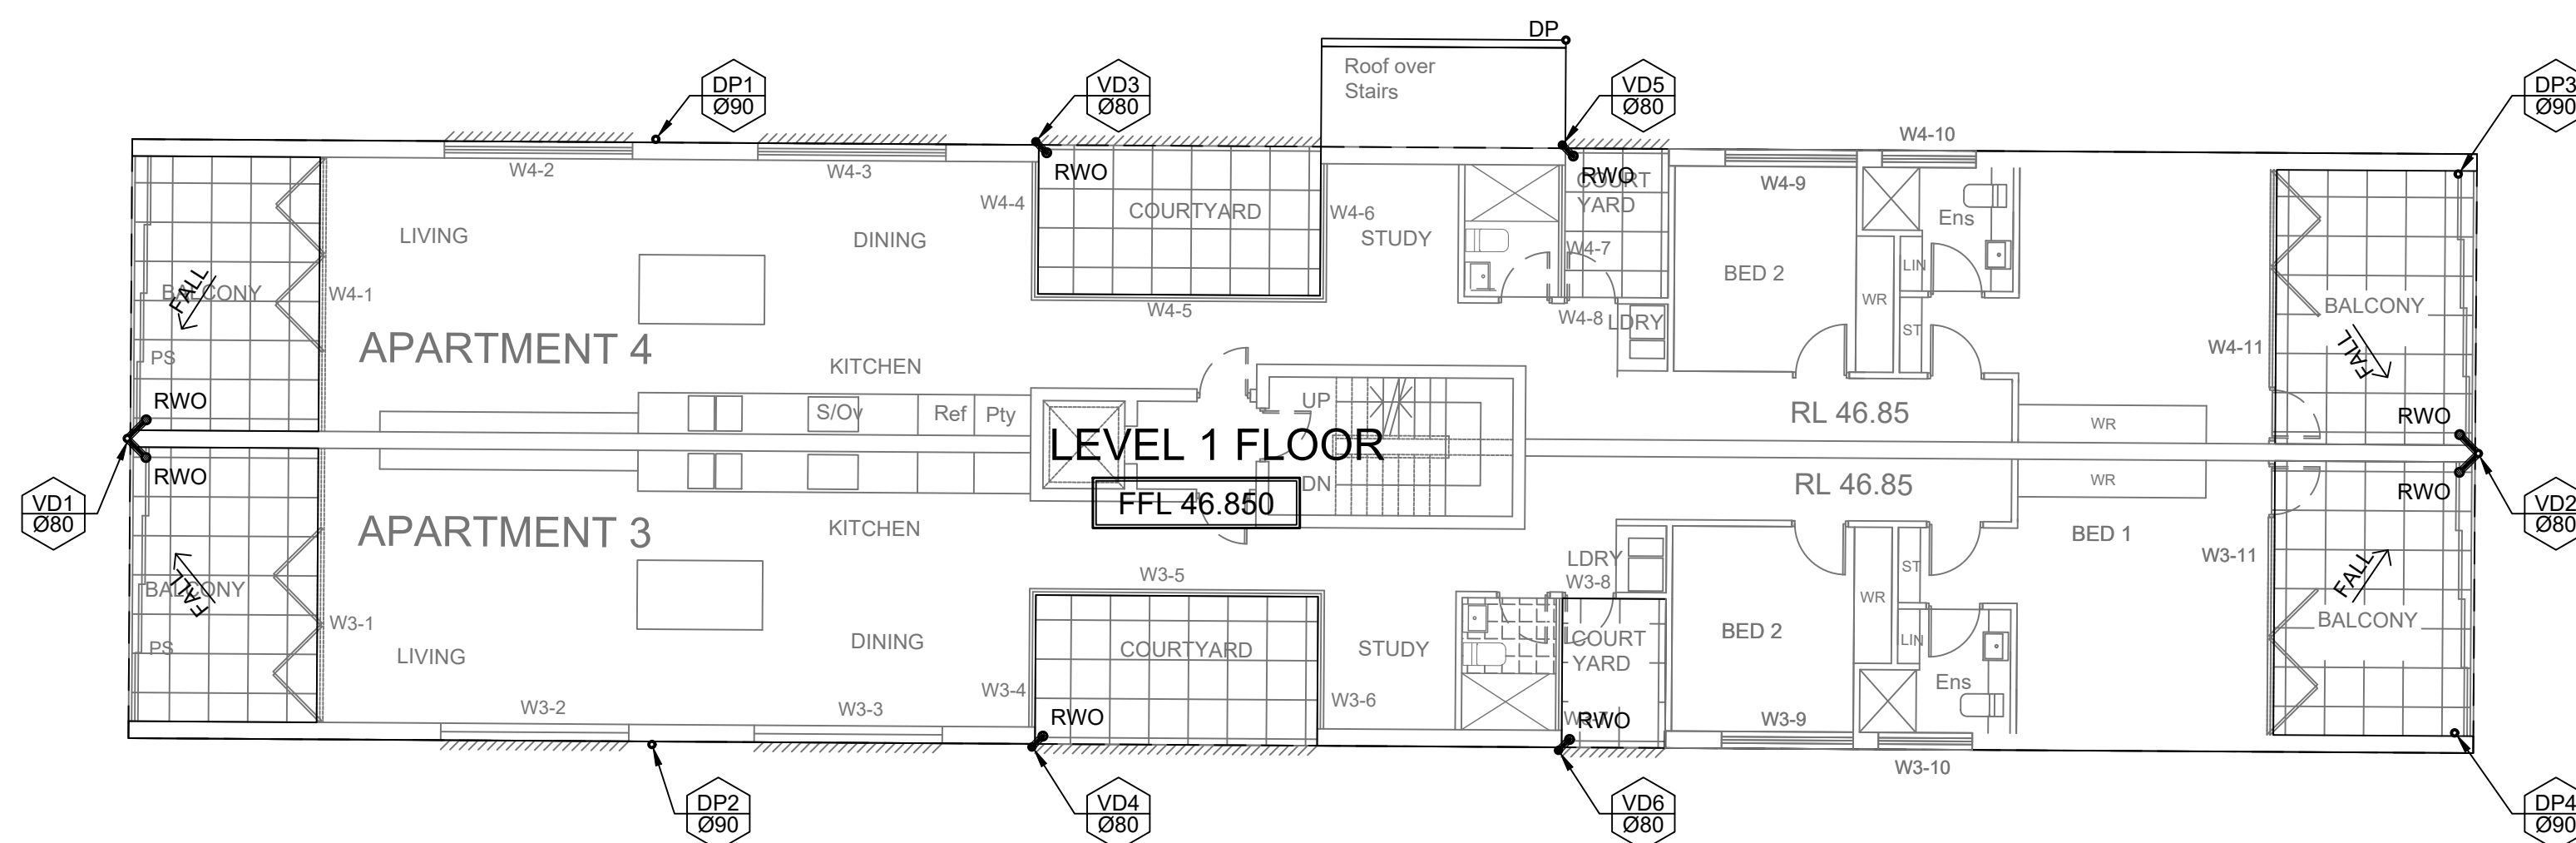 DP
Roof over
Stairs
DP1
Ø90
VD3
Ø80
VD5
Ø80
DP3
Ø90
W4-10
W4-2
W4-3
RWO
RWO
COURT
YARD
W4-9
W4-4
COURTYARD
W4-6
STUDY
Ens
LIVING
DINING
W4-7
BED 2
LIN
BALCONY
FALL
W4-1
W4-5
W4-8
LDRY
WR
ST
BALCONY
FALL
W4-11
PS
APARTMENT 4
KITCHEN
RWO
S/Ov
Ref
Pty
UP
RL 46.85
WR
RWO
LEVEL 1 FLOOR
RWO
VD1
Ø80
FFL 46.850
DN
RL 46.85
WR
RWO
VD2
Ø80
APARTMENT 3
KITCHEN
BED 1
W3-11
FALL
BALCONY
W3-5
LDRY
W3-8
ST
WR
FALL
BALCONY
W3-1
PS
LIVING
DINING
COURTYARD
STUDY
COURT
YARD
BED 2
LIN
Ens
W3-4
W3-6
W3-2
W3-3
RWO
RWO
W3-9
W3-10
DP2
Ø90
VD4
Ø80
VD6
Ø80
DP4
Ø90